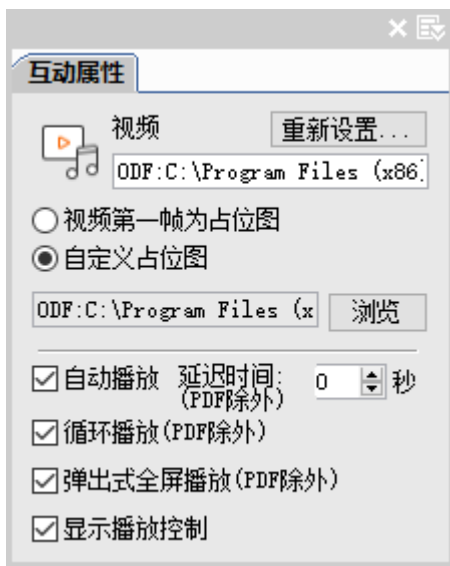 互动属性
视频
重新设置...
ODF:C:\Program Files (x86)
视频第一帧为占位图
自定义占位图
ODF:C:\Program Files (x
浏览
自动播放 延迟时间: 0 秒
(PDF除外)
循环播放(PDF除外)
弹出式全屏播放(PDF除外)
显示播放控制